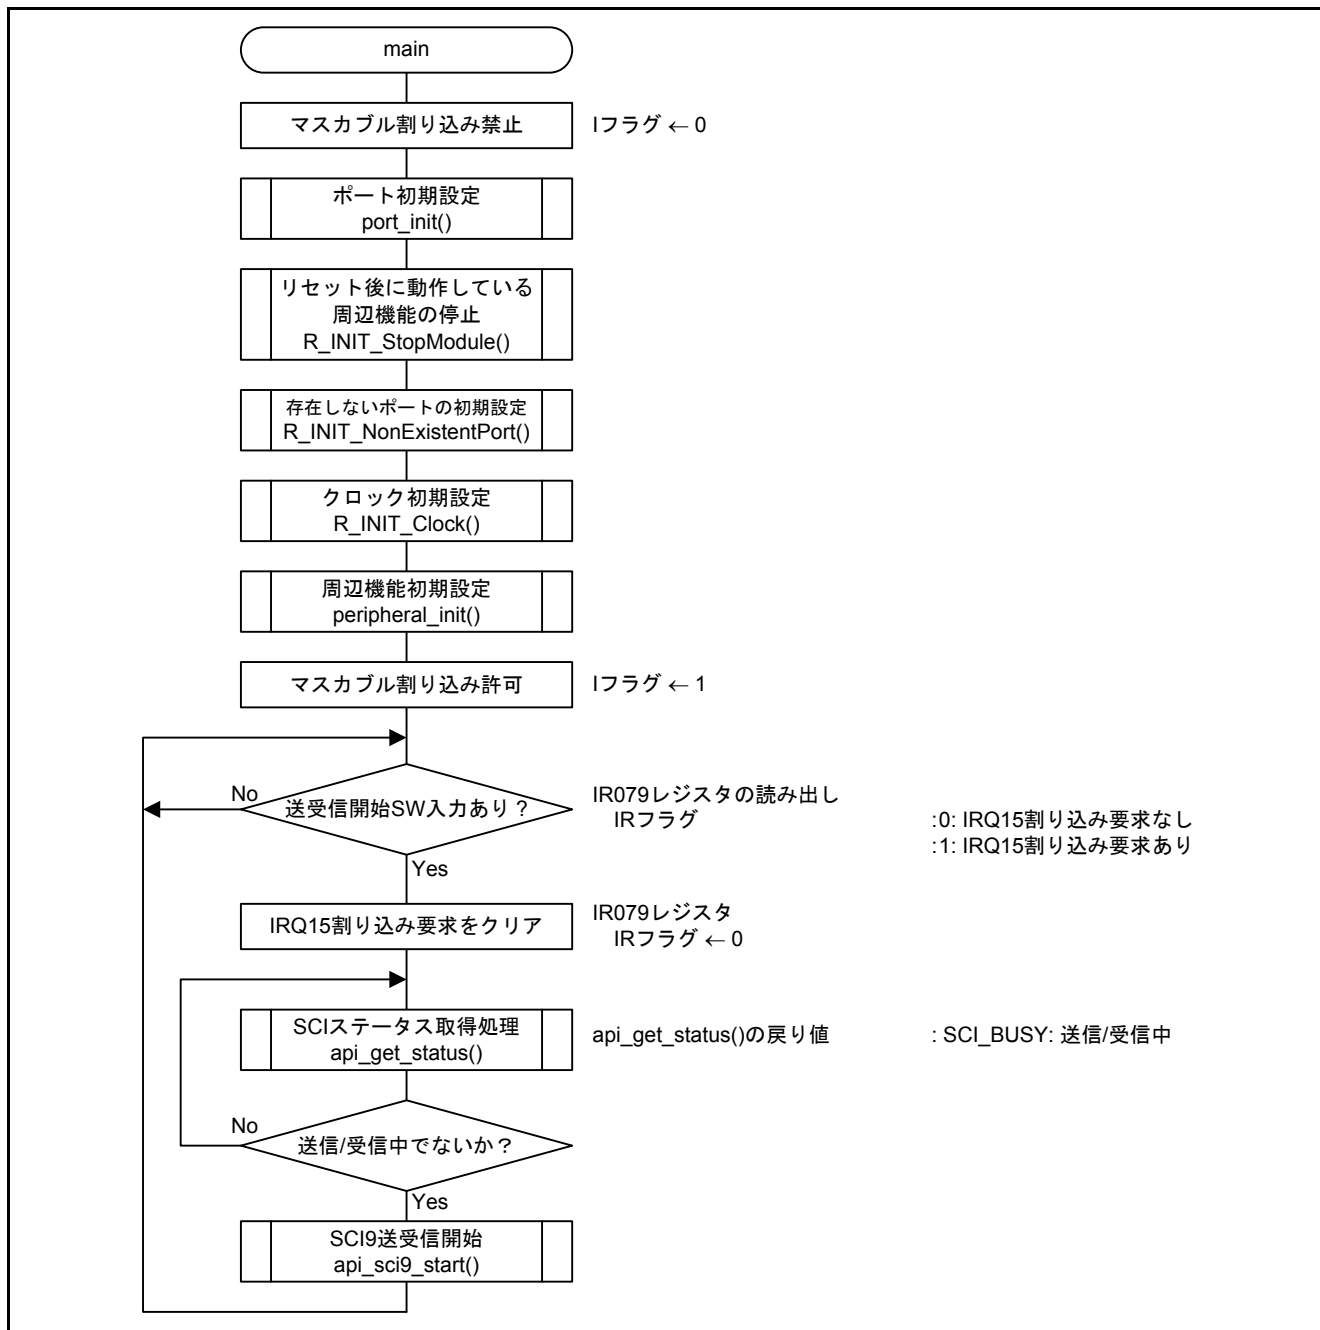 main
マスカブル割り込み禁止
Iフラグ ← 0
ポート初期設定
port_init()
リセット後に動作している
周辺機能の停止
R_INIT_StopModule()
存在しないポートの初期設定
R_INIT_NonExistentPort()
クロック初期設定
R_INIT_Clock()
周辺機能初期設定
peripheral_init()
マスカブル割り込み許可
Iフラグ ← 1
No
送受信開始SW入力あり？
IR079レジスタの読み出し
IRフラグ :0: IRQ15割り込み要求なし
:1: IRQ15割り込み要求あり
Yes
IRQ15割り込み要求をクリア
IR079レジスタ
IRフラグ ← 0
SCIステータス取得処理
api_get_status()
api_get_status()の戻り値 : SCI_BUSY: 送信/受信中
No
送信/受信中でないか？
Yes
SCI9送受信開始
api_sci9_start()